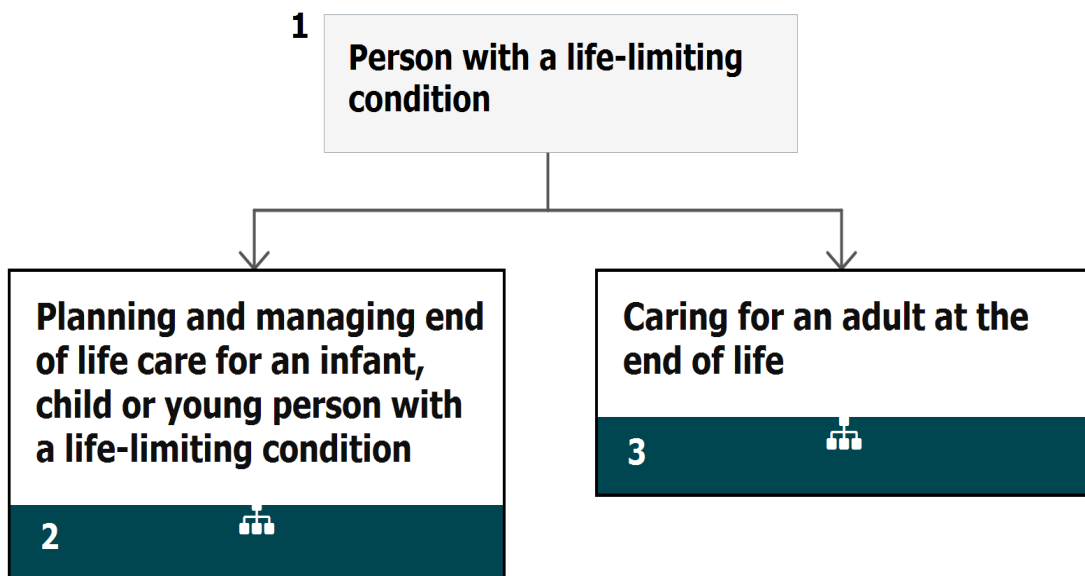 1
Person with a life-limiting
condition
Planning and managing end
of life care for an infant,
child or young person with
a life-limiting condition
2
Caring for an adult at the
end of life
3